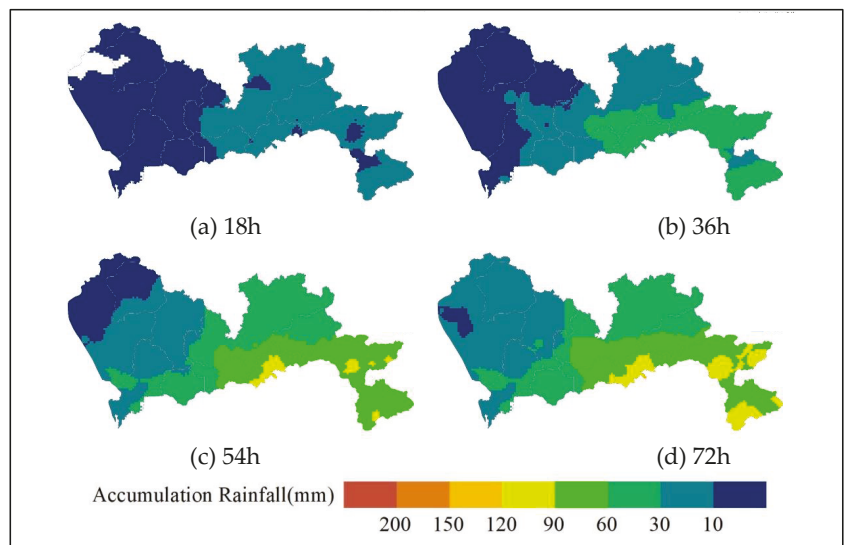 (a) 18h
(b) 36h
(c) 54h
(d) 72h
Accumulation Rainfall(mm)
200 150 120 90 60 30 10